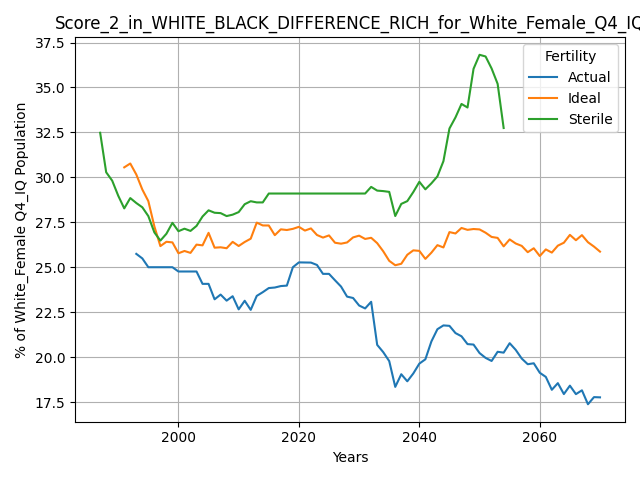 Score_2_in_WHITE_BLACK_DIFFERENCE_RICH_for_White_Female_Q4_IQ
% of White_Female Q4_IQ Population
37.5
35.0
32.5
30.0
27.5
25.0
22.5
20.0
17.5
Fertility
Actual
Ideal
Sterile
2000
2020
2040
2060
Years